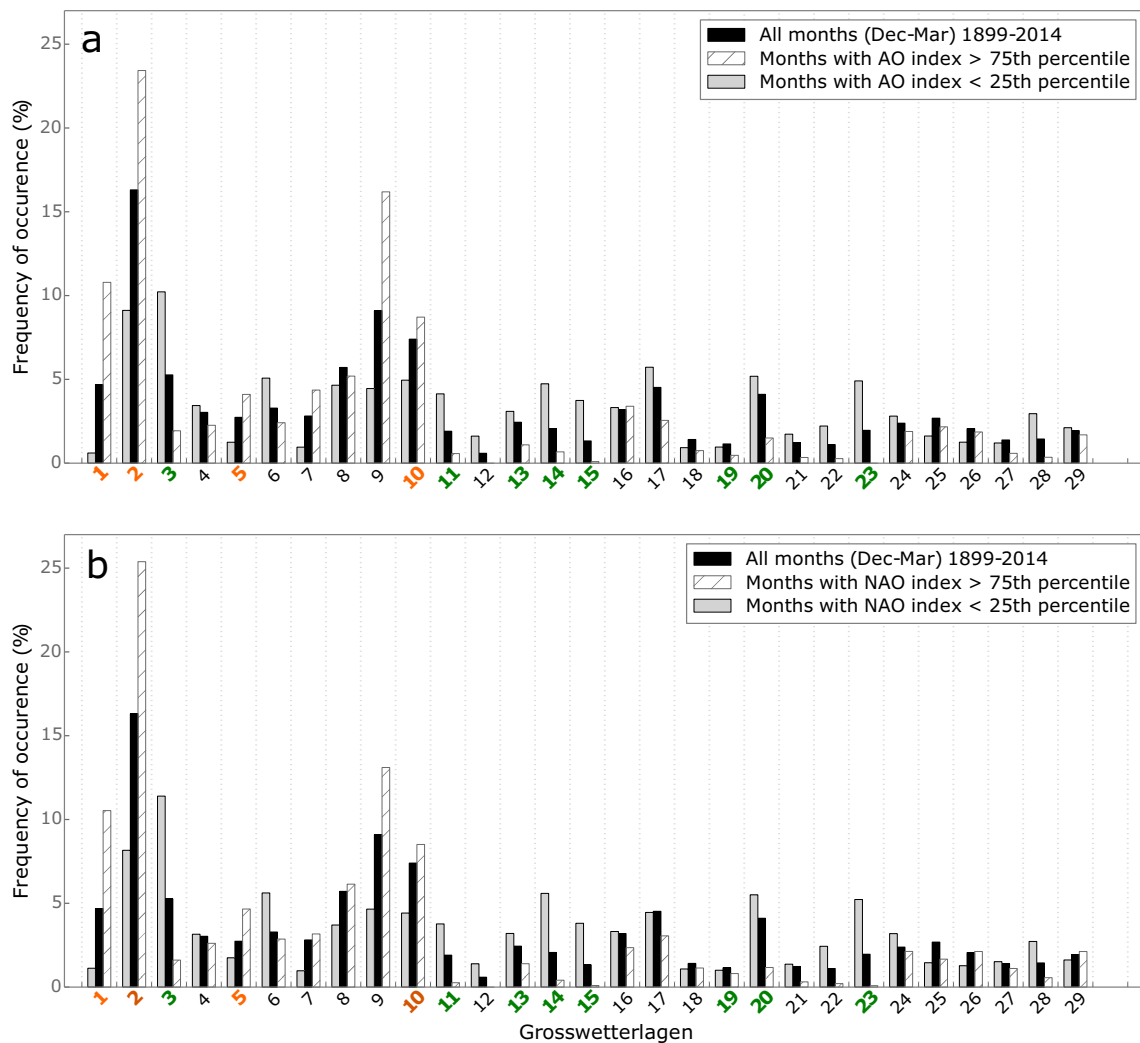 a
All months (Dec-Mar) 1899-2014
Months with AO index > 75th percentile
Months with AO index < 25th percentile
Frequency of occurence (%)
25
20
15
10
5
0
1 2 3 4 5 6 7 8 9 10 11 12 13 14 15 16 17 18 19 20 21 22 23 24 25 26 27 28 29
b
All months (Dec-Mar) 1899-2014
Months with NAO index > 75th percentile
Months with NAO index < 25th percentile
Frequency of occurence (%)
25
20
15
10
5
0
1 2 3 4 5 6 7 8 9 10 11 12 13 14 15 16 17 18 19 20 21 22 23 24 25 26 27 28 29
Grosswetterlagen